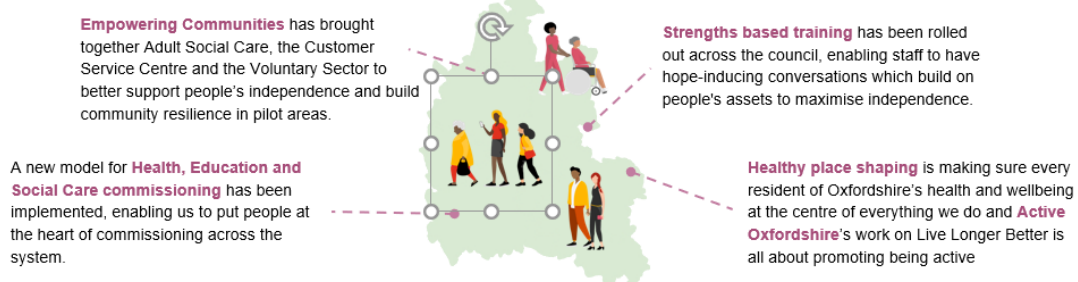 Empowering Communities has brought
together Adult Social Care, the Customer
Service Centre and the Voluntary Sector to
better support people's independence and build
community resilience in pilot areas.
Strengths based training has been rolled
out across the council, enabling staff to have
hope-inducing conversations which build on
people's assets to maximise independence.
A new model for Health, Education and
Social Care commissioning has been
implemented, enabling us to put people at
the heart of commissioning across the
system.
Healthy place shaping is making sure every
resident of Oxfordshire's health and wellbeing
at the centre of everything we do and Active
Oxfordshire's work on Live Longer Better is
all about promoting being active